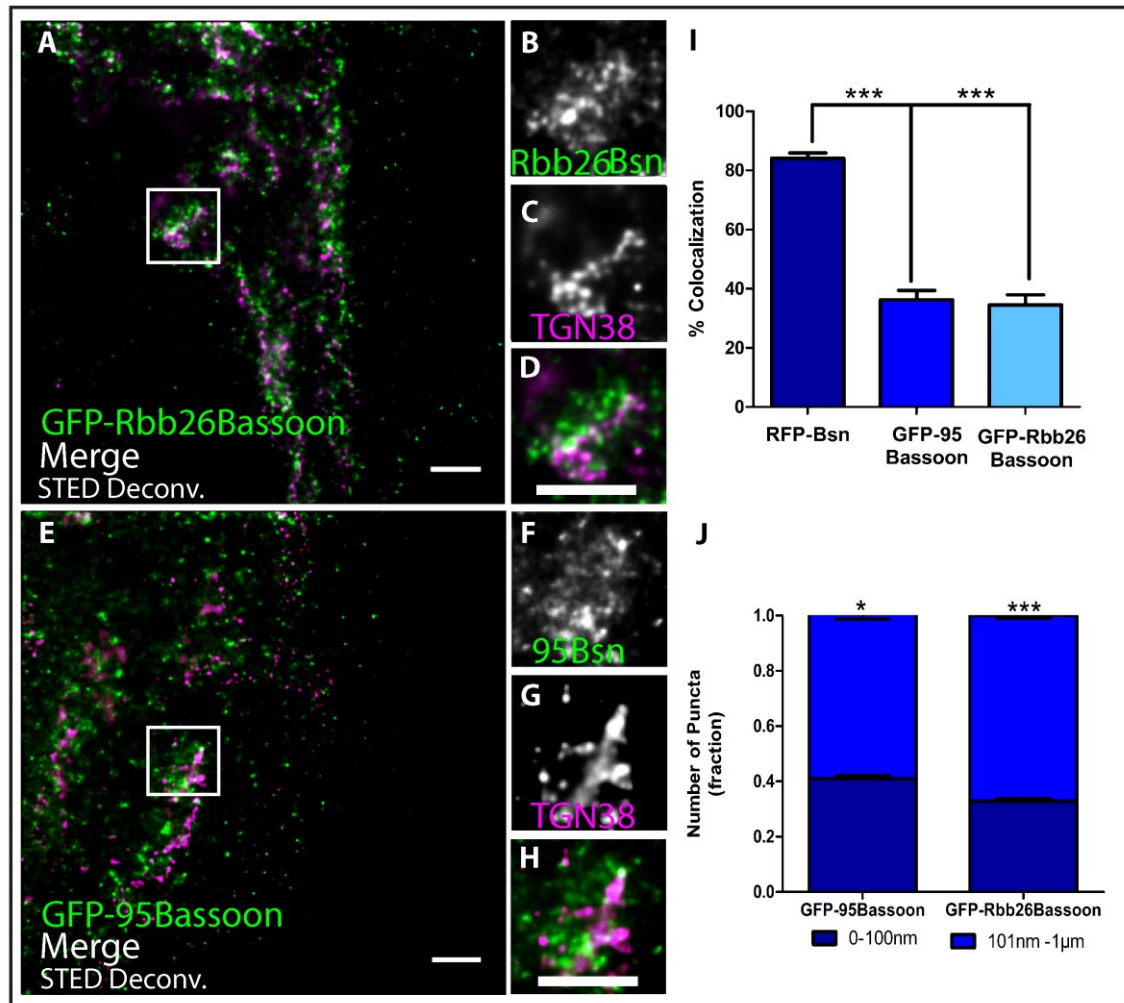 A
GFP-Rbb26Bassoon
Merge
STED Deconv.
B
Rbb26Bsn
C
TGN38
D
E
GFP-95Bassoon
Merge
STED Deconv.
F
95Bsn
G
TGN38
H
I
*** ***
100
80
60
40
20
0
% Colocalization
RFP-Bsn
GFP-95
Bassoon
GFP-Rbb26
Bassoon
J
* ***
1.0
0.8
0.6
0.4
0.2
0.0
Number of Puncta
(fraction)
GFP-95Bassoon GFP-Rbb26Bassoon
0-100nm 101nm -1µm